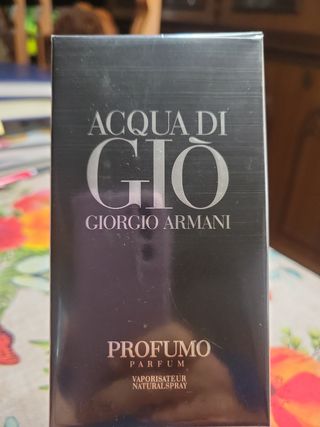 ACQUA DI
GIÒ
GIORGIO ARMANI
PROFUMO
PARFUM
VAPORISATEUR
NATURAL SPRAY